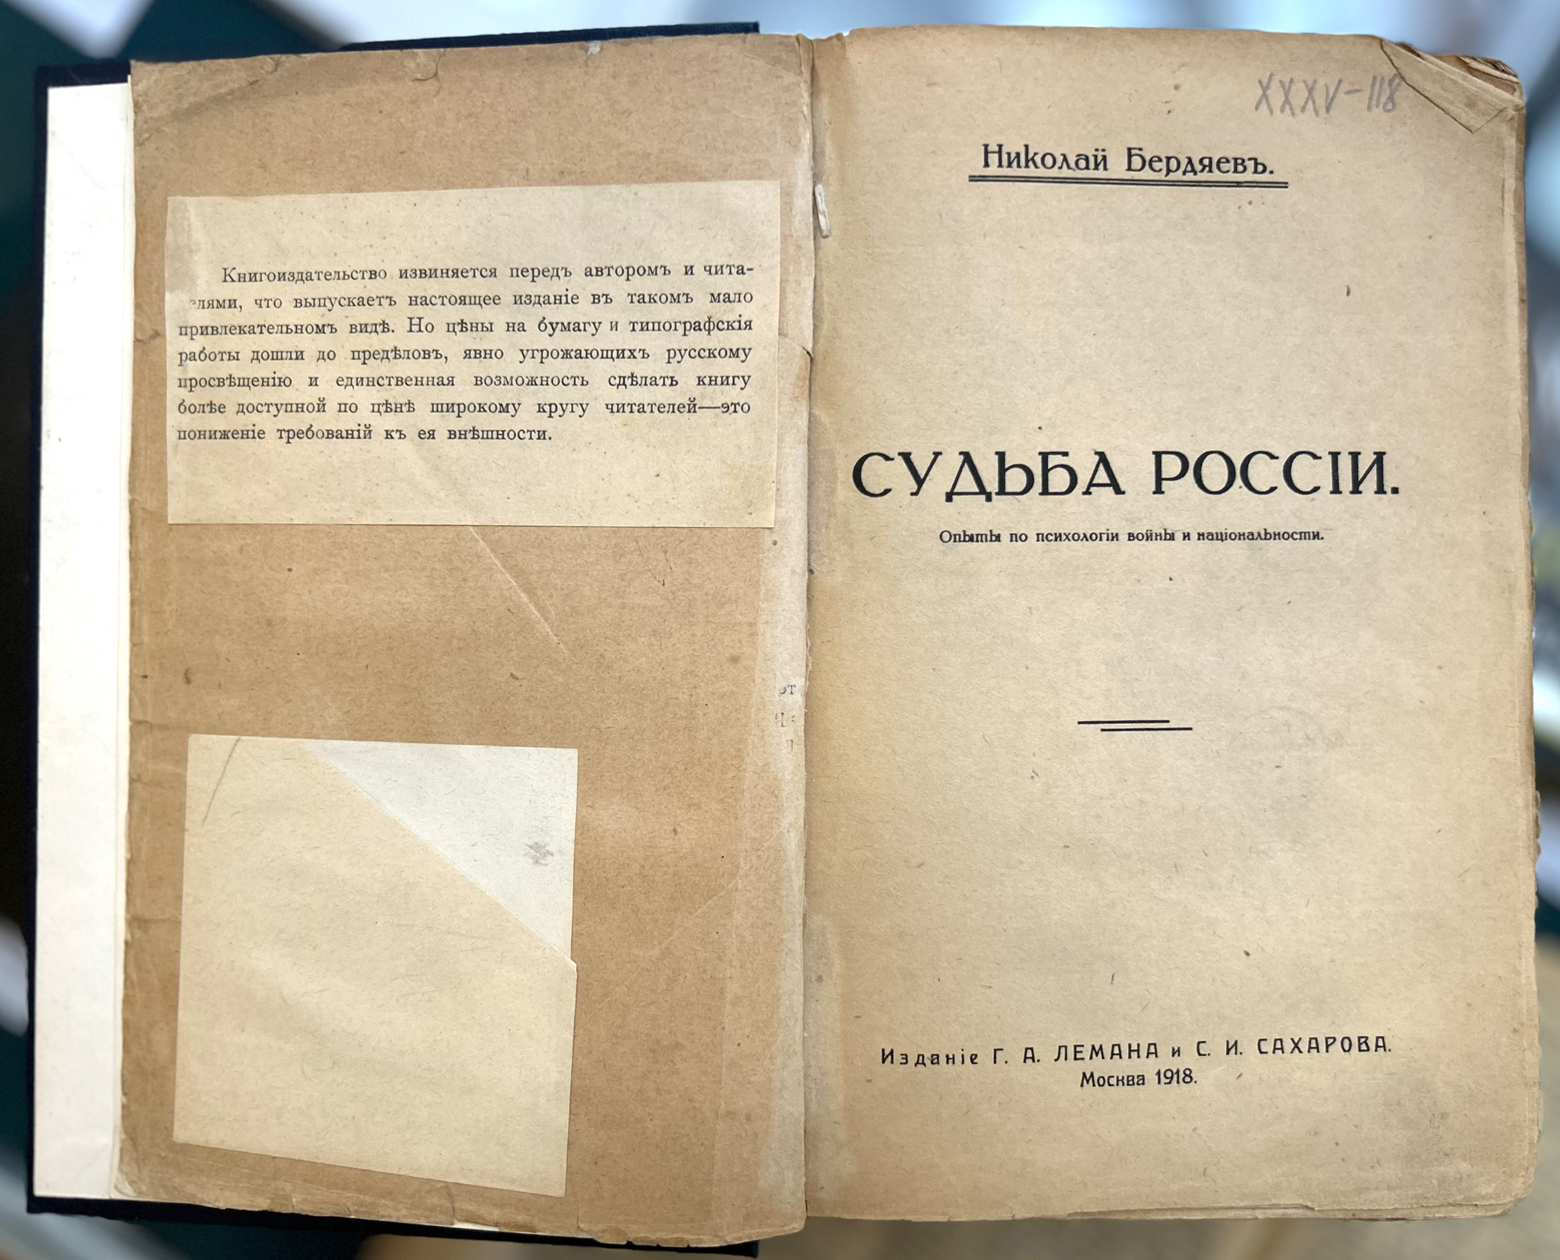 Книгоиздательство извиняется передъ авторомъ и чита-
лями, что выпускаетъ настоящее изданіе въ такомъ мало
привлекательномъ видѣ. Но цѣны на бумагу и типографскія
работы дошли до предѣловъ, явно угрожающихъ русскому
просвѣщенію и единственная возможность сдѣлать книгу
болѣе доступной по цѣнѣ широкому кругу читателей—это
пониженіе требованій къ ея внѣшности.
XXXV-118
Николай Бердяевъ.
СУДЬБА РОССІИ.
Опыты по психологіи войны и національности.
Изданіе Г. А. ЛЕМАНА и С. И. САХАРОВА.
Москва 1918.